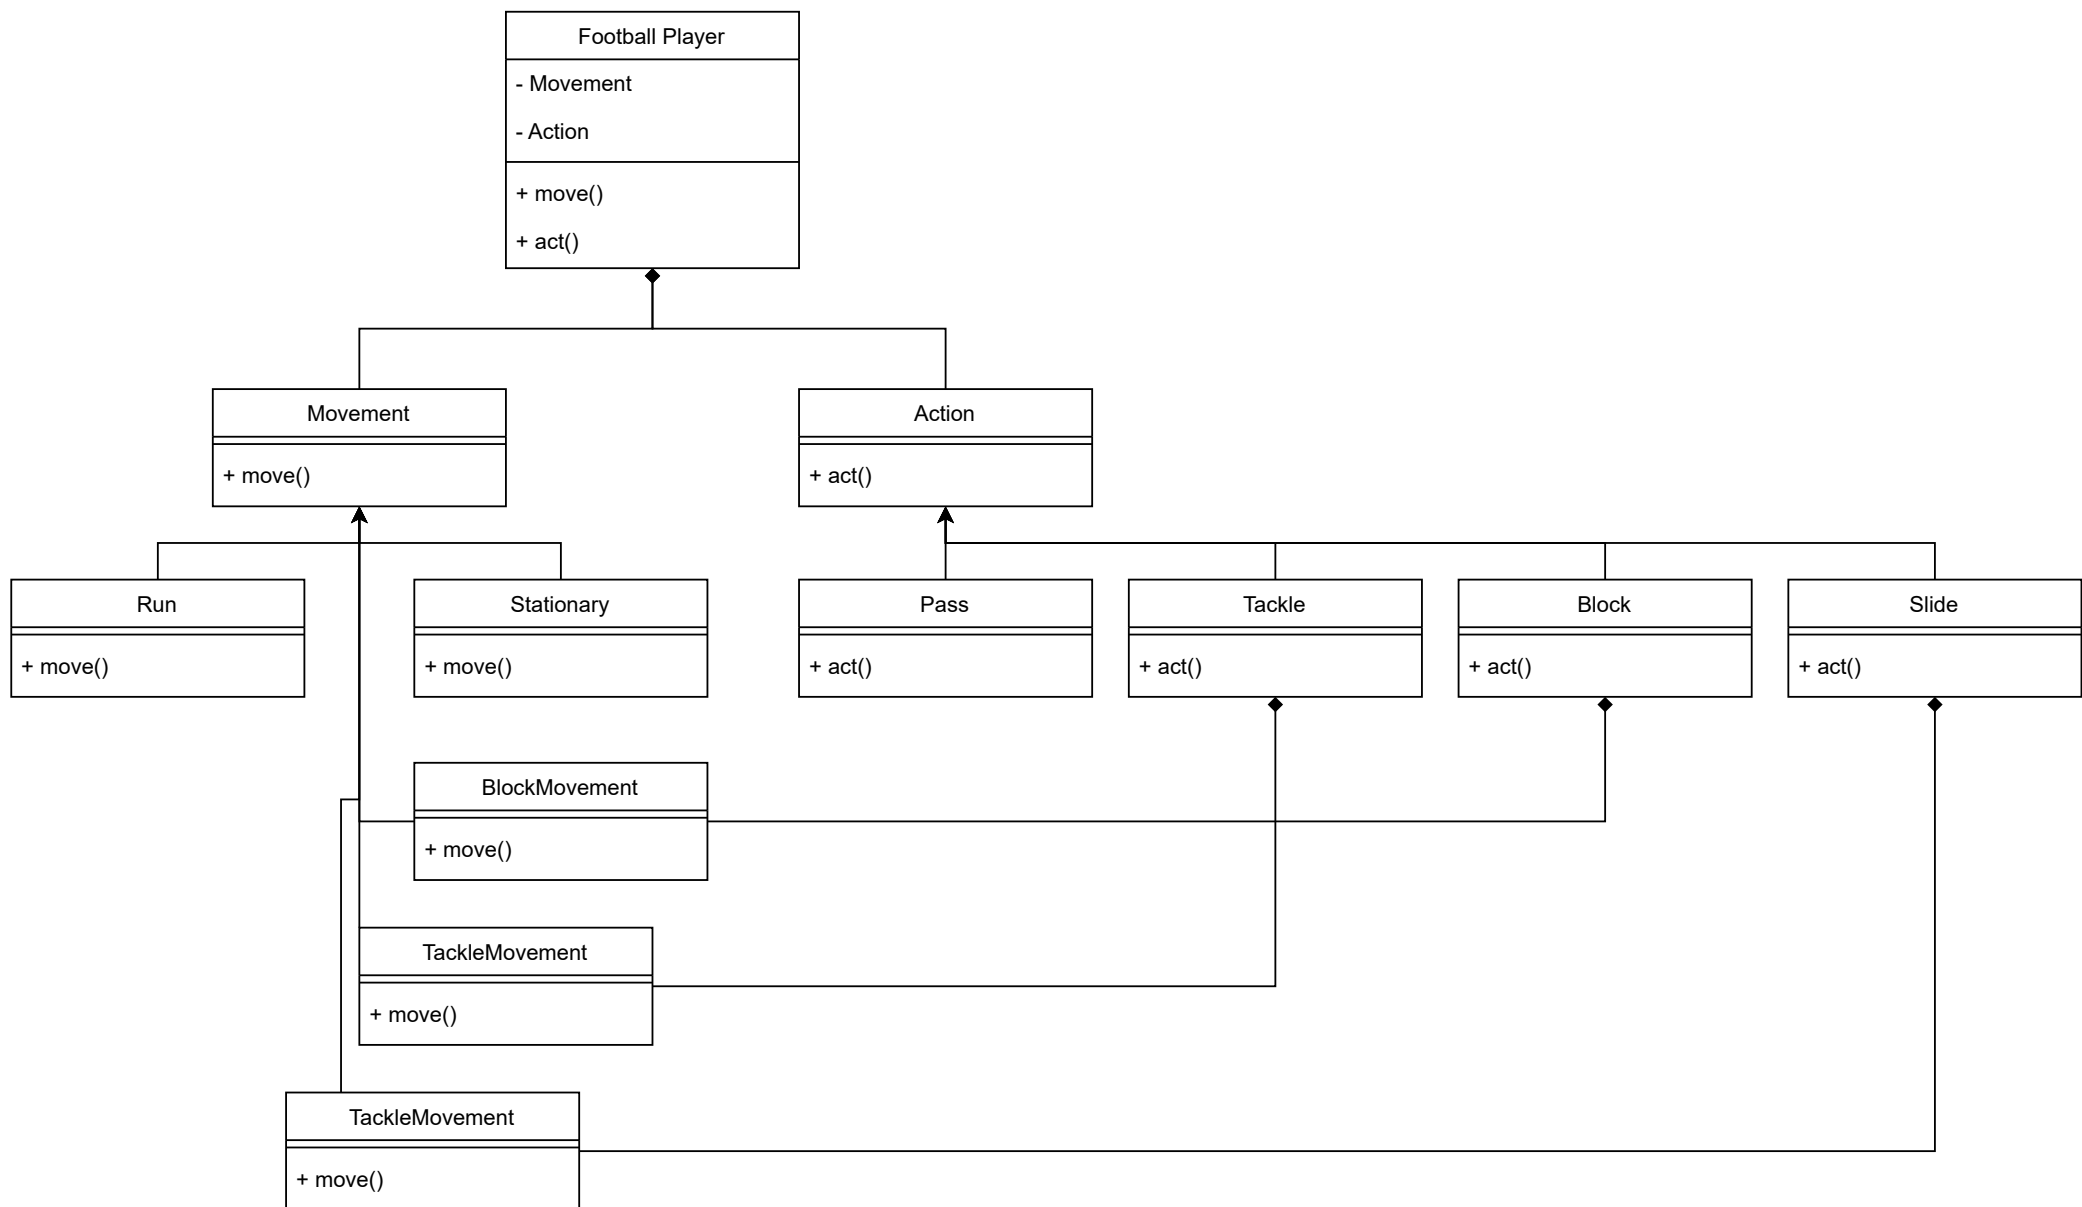 Football Player
- Movement
- Action
+ move()
+ act()
Movement
+ move()
Action
+ act()
Run
+ move()
Stationary
+ move()
Pass
+ act()
Tackle
+ act()
Block
+ act()
Slide
+ act()
BlockMovement
+ move()
TackleMovement
+ move()
TackleMovement
+ move()